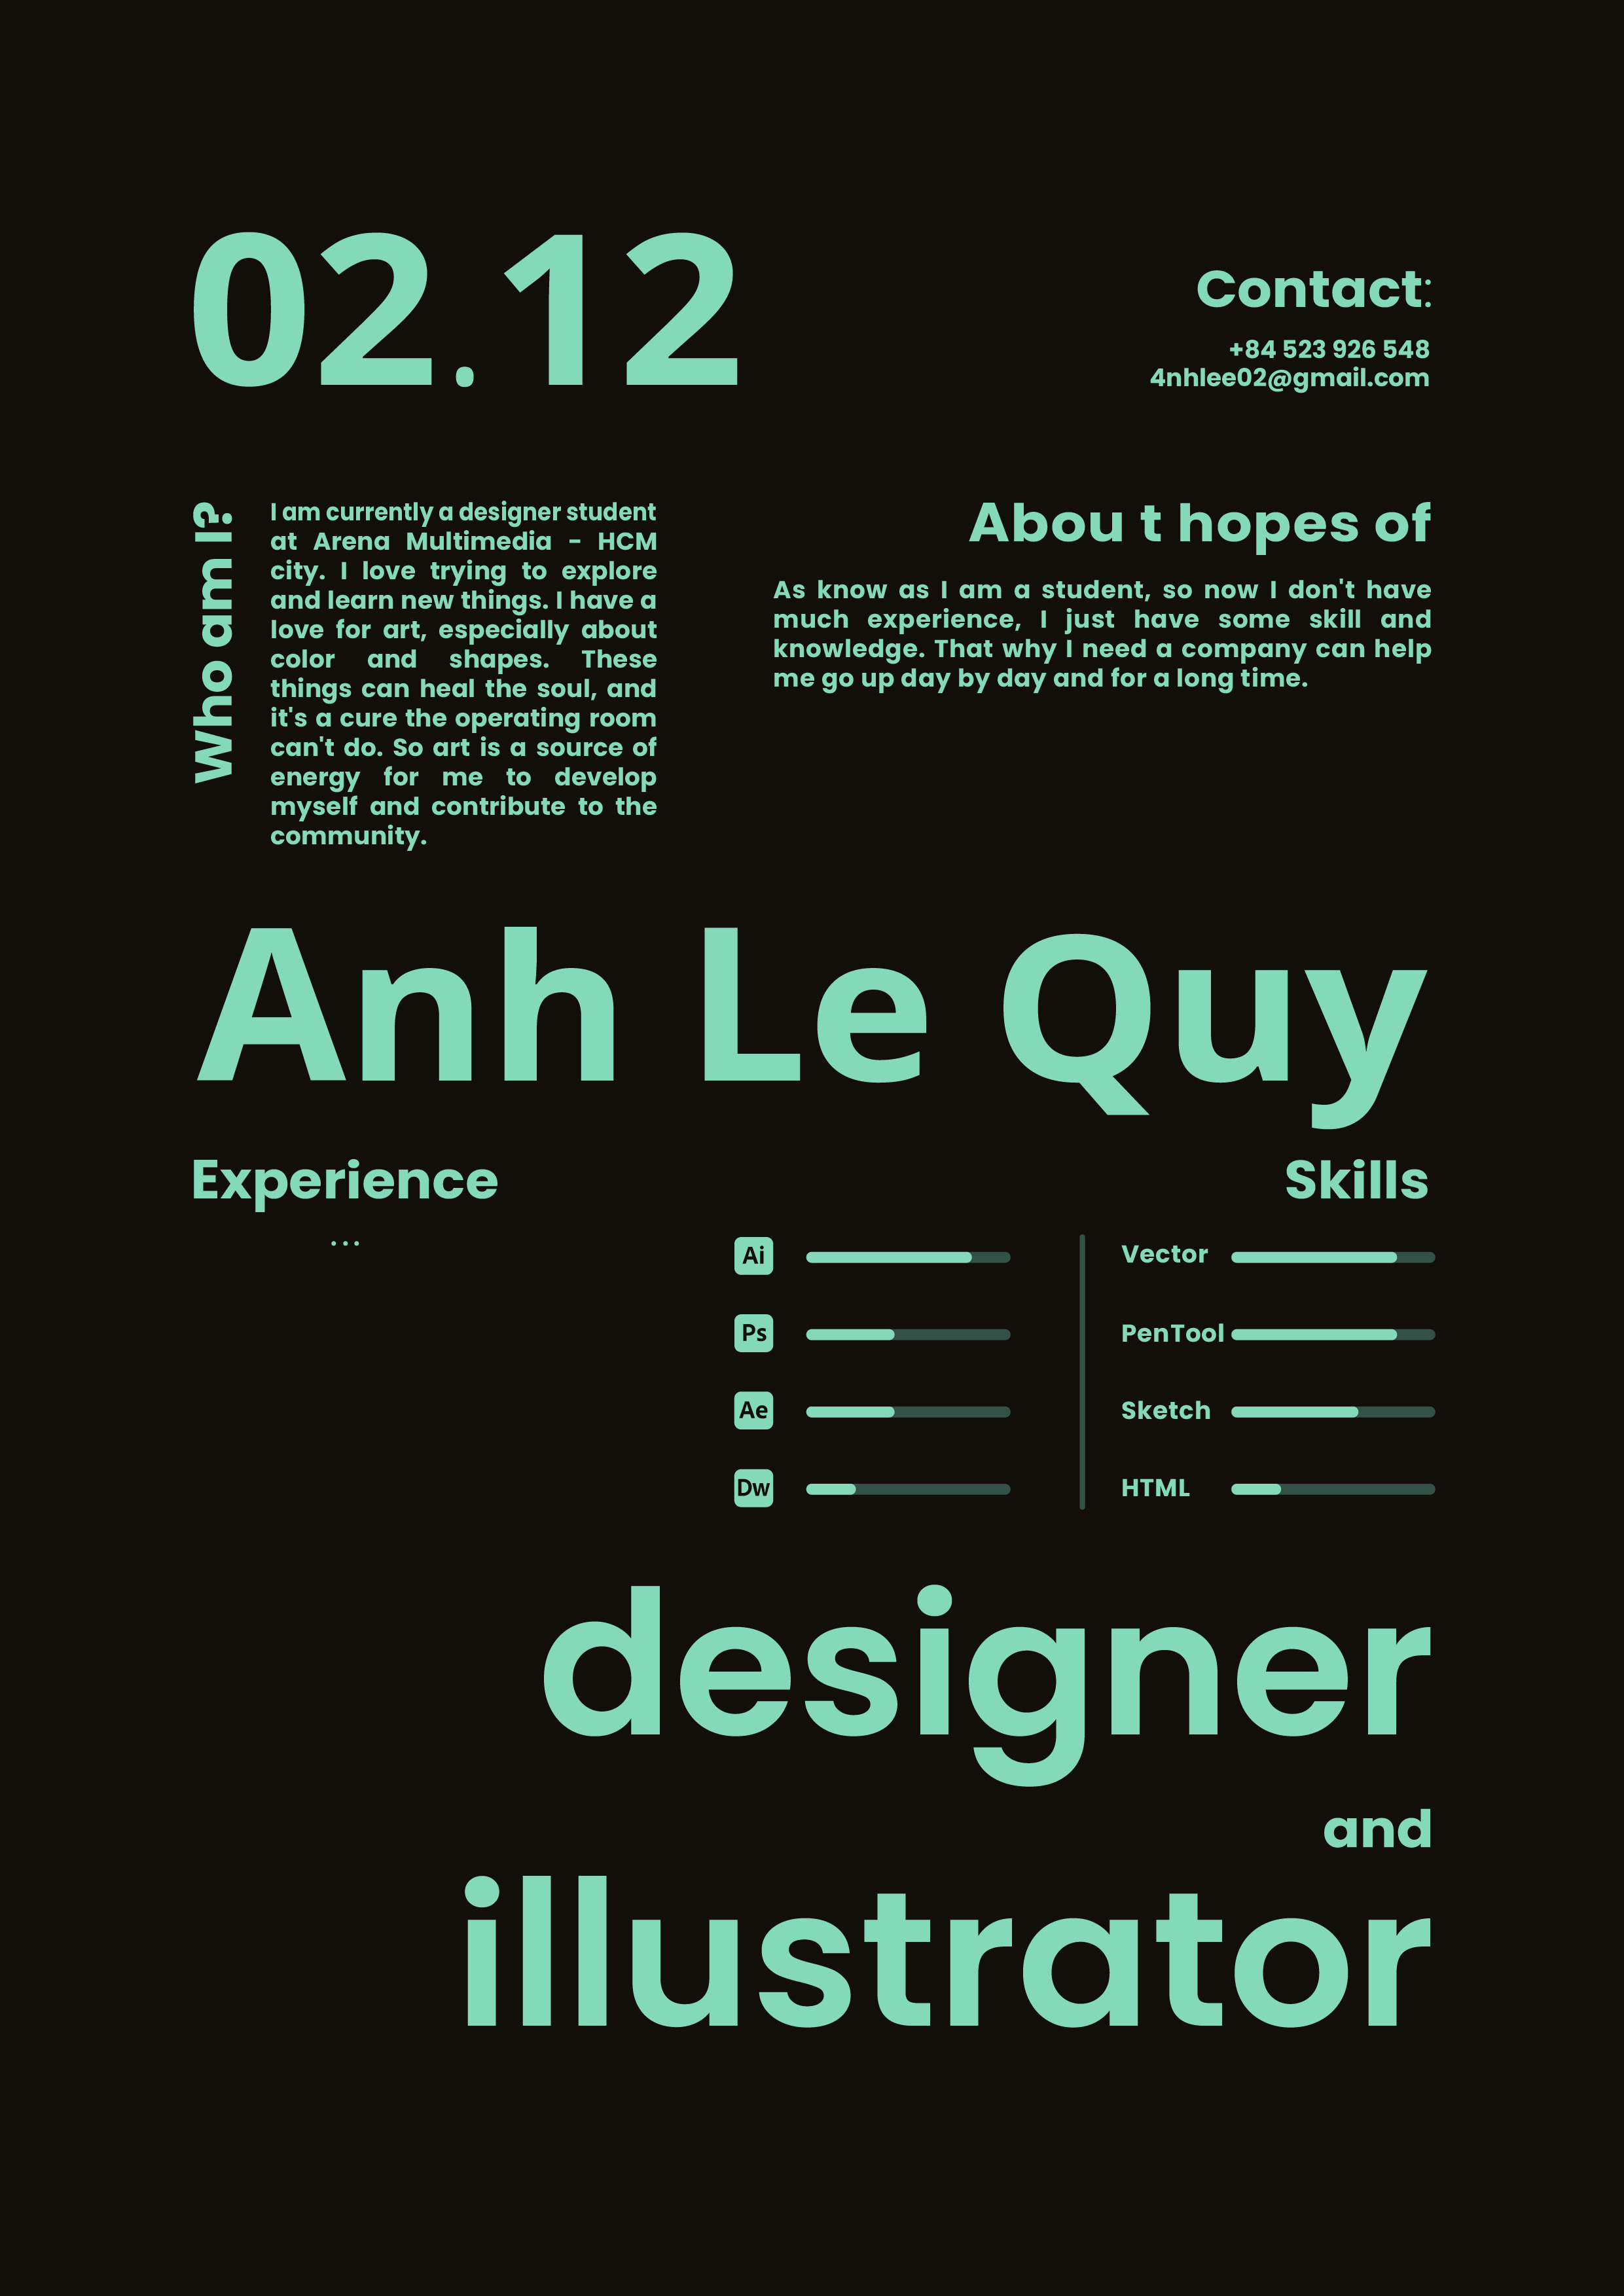 02.12
Contact:
+84 523 926 548
4nhlee02@gmail.com
Who am I?
I am currently a designer student
at Arena Multimedia - HCM
city. I love trying to explore
and learn new things. I have a
love for art, especially about
color and shapes. These
things can heal the soul, and
it's a cure the operating room
can't do. So art is a source of
energy for me to develop
myself and contribute to the
community.
Abou t hopes of
As know as I am a student, so now I don't have
much experience, I just have some skill and
knowledge. That why I need a company can help
me go up day by day and for a long time.
Anh Le Quy
Experience
...
Skills
Ai
Ps
Ae
Dw
Vector
PenTool
Sketch
HTML
designer
and
illustrator